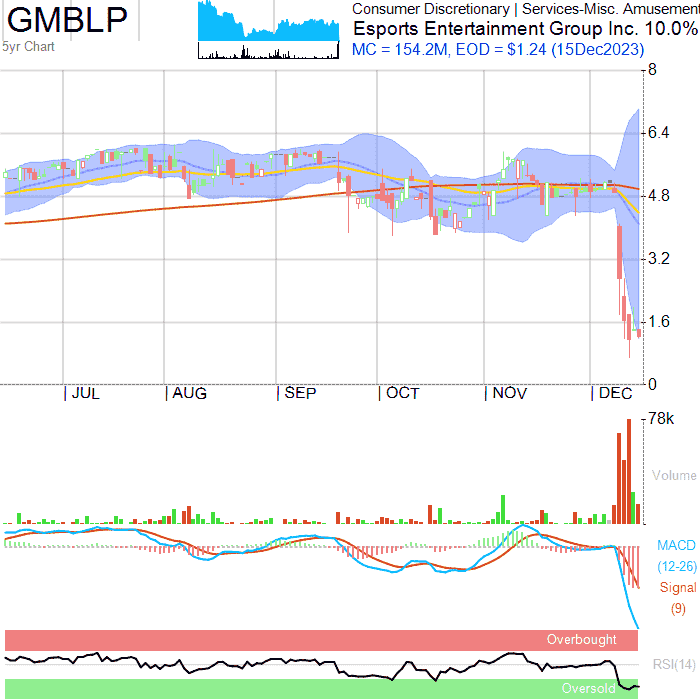 GMBLP
5yr Chart
Consumer Discretionary | Services-Misc. Amusement
Esports Entertainment Group Inc. 10.0%
MC = 154.2M, EOD = $1.24 (15Dec2023)
8
6.4
4.8
3.2
1.6
0
JUL AUG SEP OCT NOV DEC
78k
Volume
MACD
(12-26)
Signal
(9)
Overbought
RSI(14)
Oversold